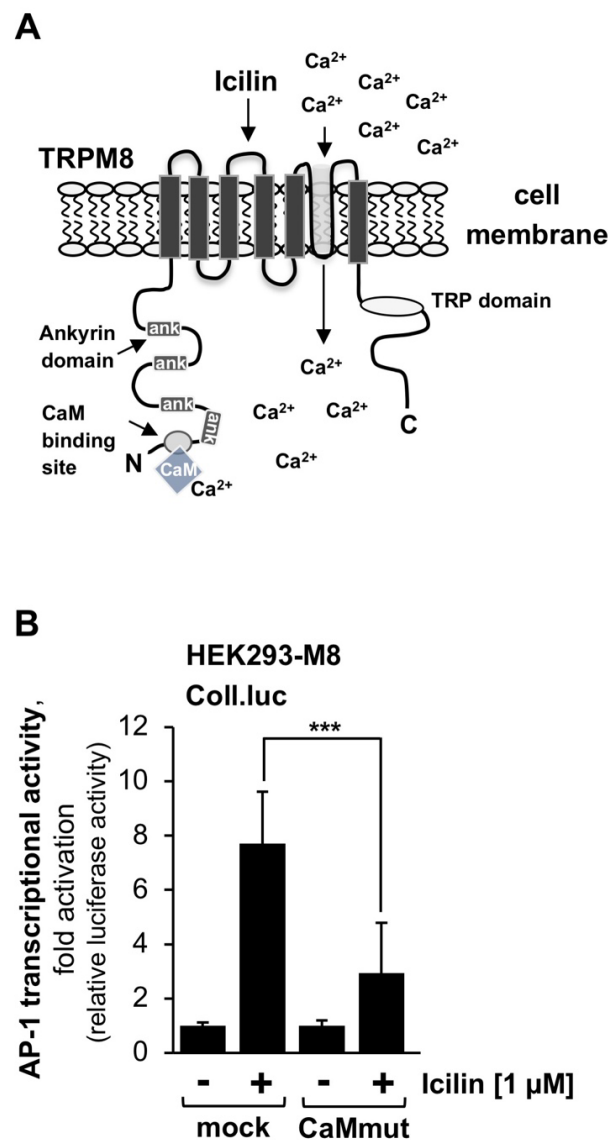 A
Icilin
Ca²⁺
Ca²⁺
Ca²⁺
Ca²⁺
Ca²⁺
Ca²⁺
TRPM8
cell
membrane
TRP domain
Ankyrin
domain
ank
ank
ank
ank
Ca²⁺
Ca²⁺
Ca²⁺
CaM
binding
site
C
N
CaM
Ca²⁺
Ca²⁺
B
HEK293-M8
Coll.luc
AP-1 transcriptional activity,
fold activation
(relative luciferase activity)
12
10
8
6
4
2
0
***
- + - + Icilin [1 µM]
mock CaMmut